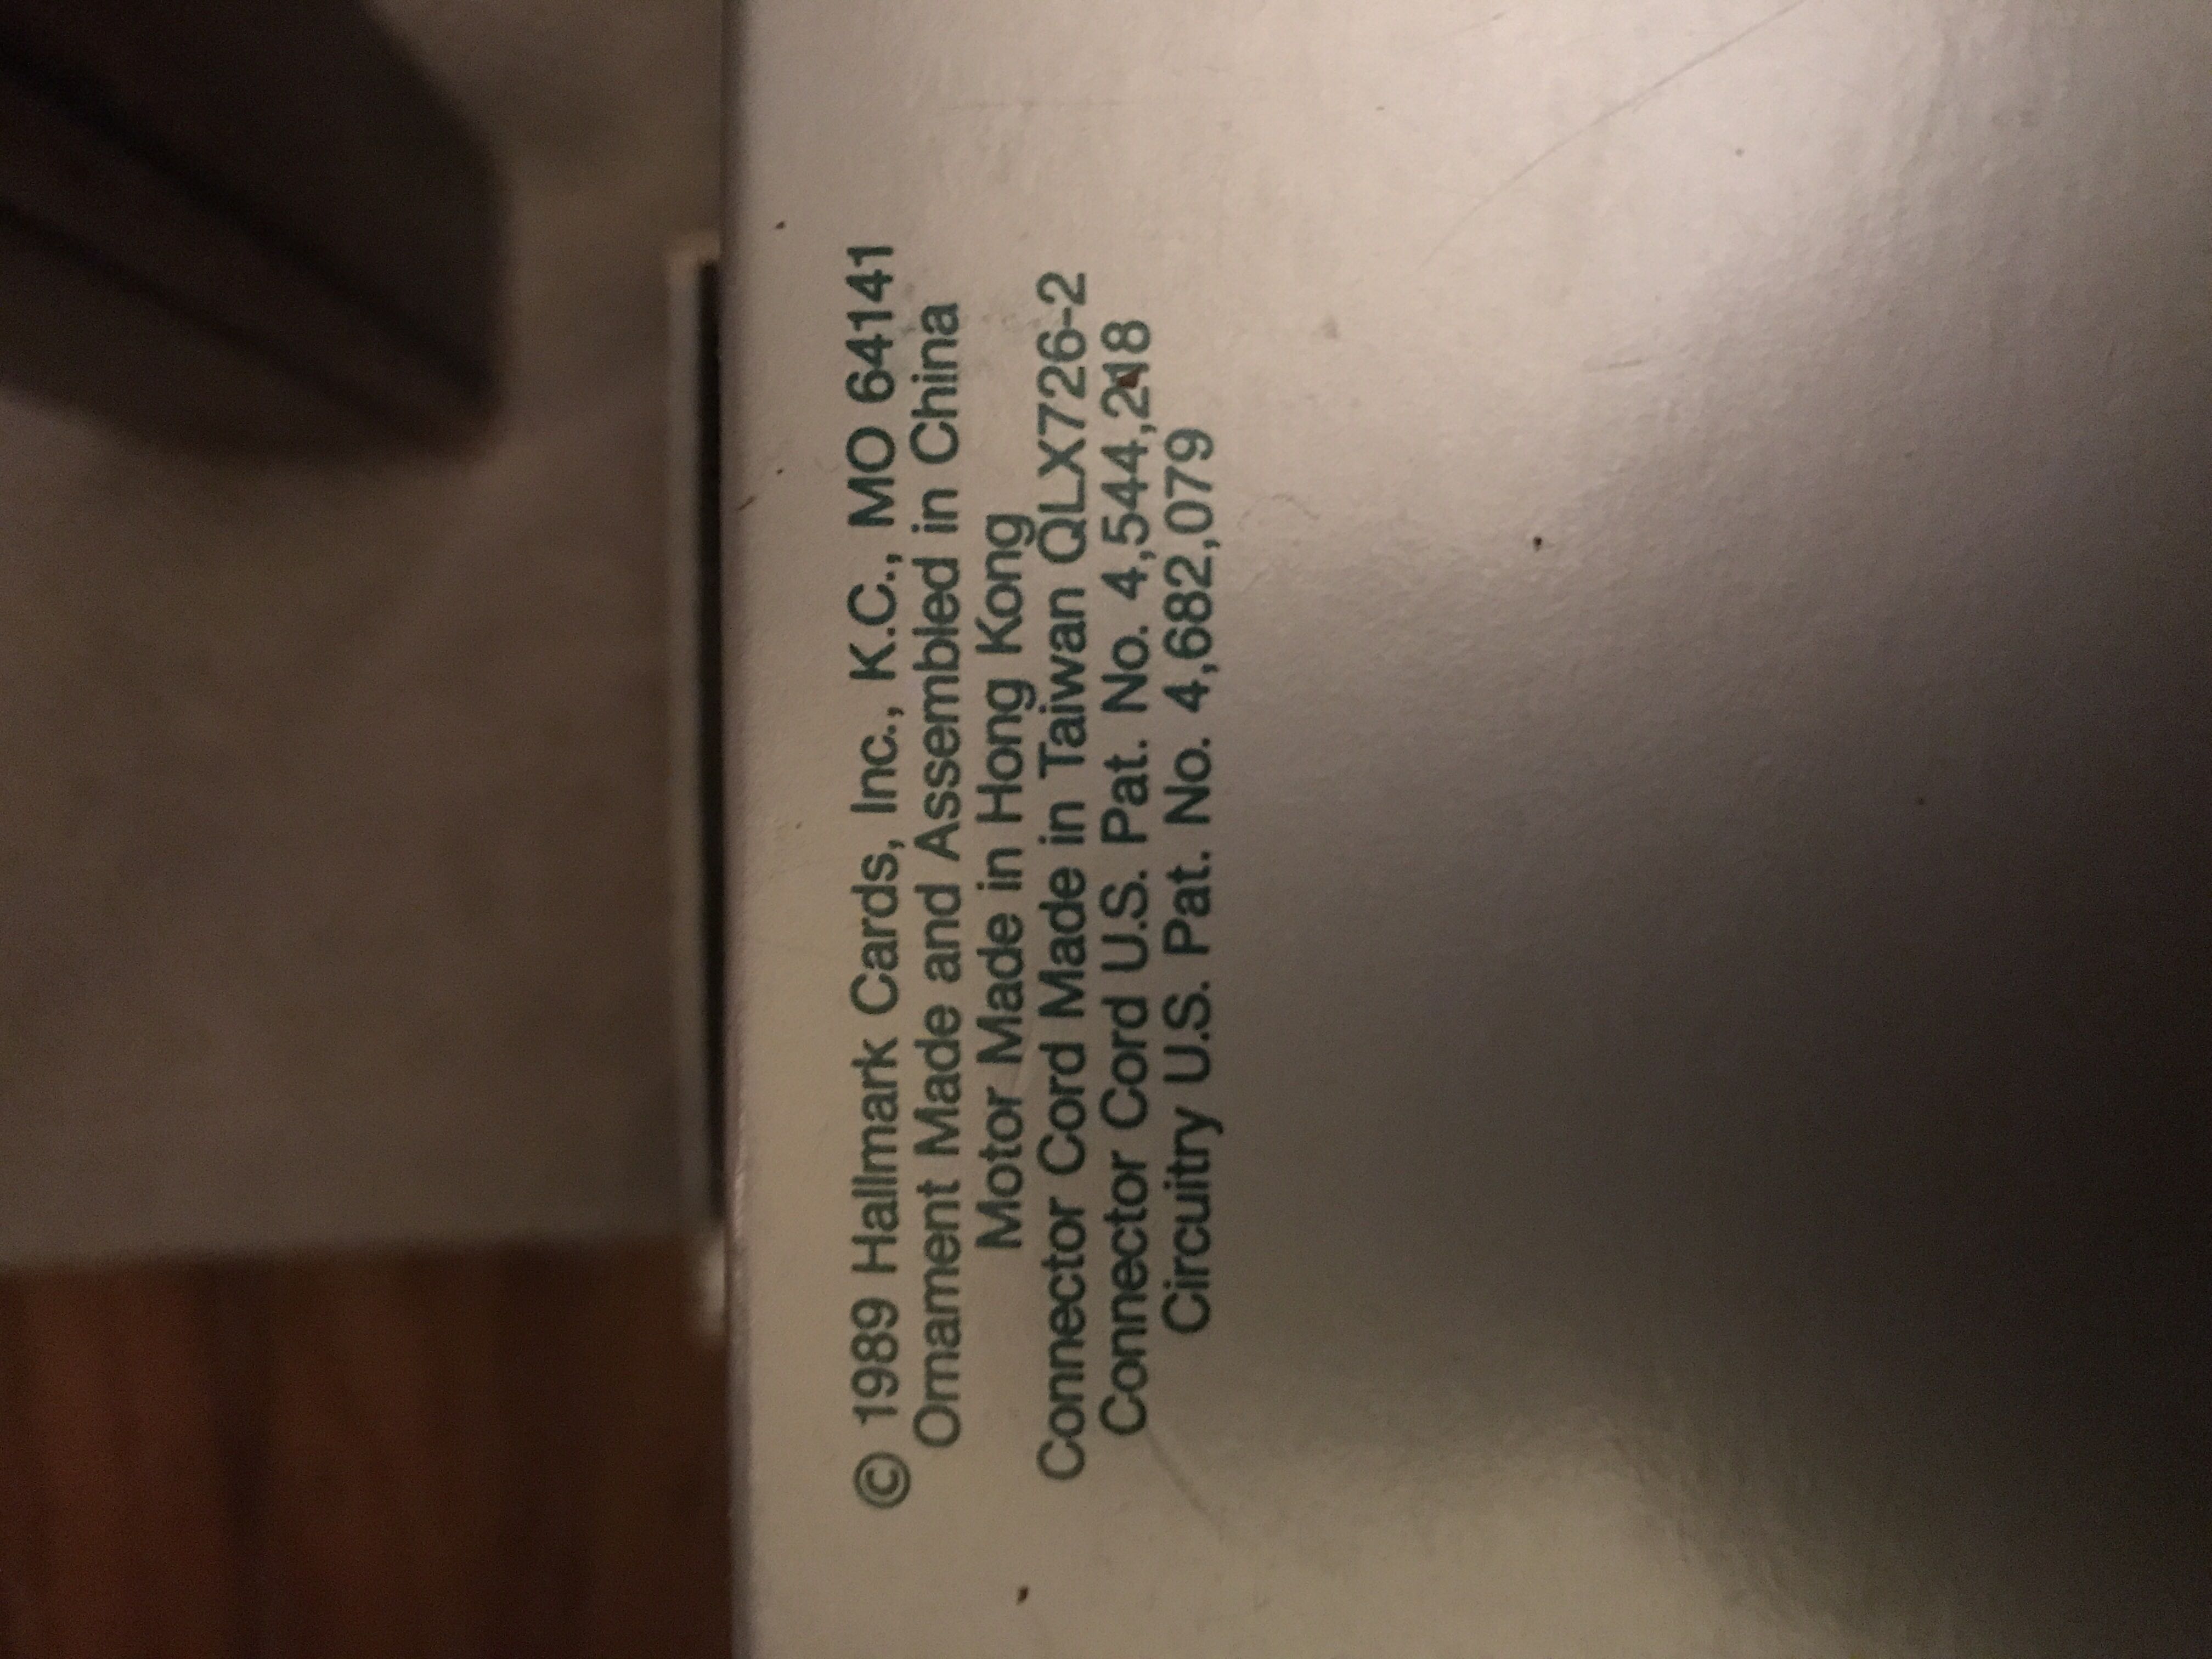 © 1989 Hallmark Cards, Inc., K.C., MO 64141
Ornament Made and Assembled in China
Motor Made in Hong Kong
Connector Cord Made in Taiwan QLX726-2
Connector Cord U.S. Pat. No. 4,544,218
Circuitry U.S. Pat. No. 4,682,079